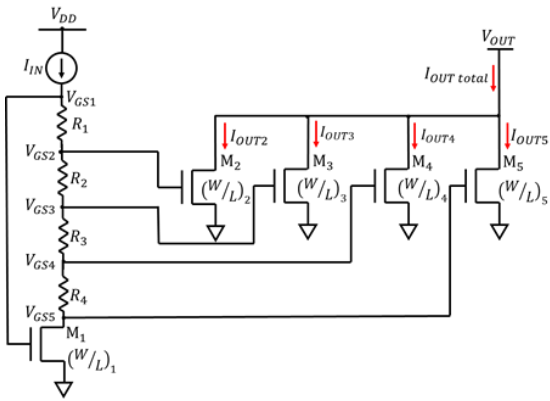 V_DD
I_IN
V_GS1
R_1
V_GS2
R_2
V_GS3
R_3
V_GS4
R_4
V_GS5
M_1
(W/L)_1
V_OUT
I_OUT total
I_OUT2
I_OUT3
I_OUT4
I_OUT5
M_2
M_3
M_4
M_5
(W/L)_2
(W/L)_3
(W/L)_4
(W/L)_5